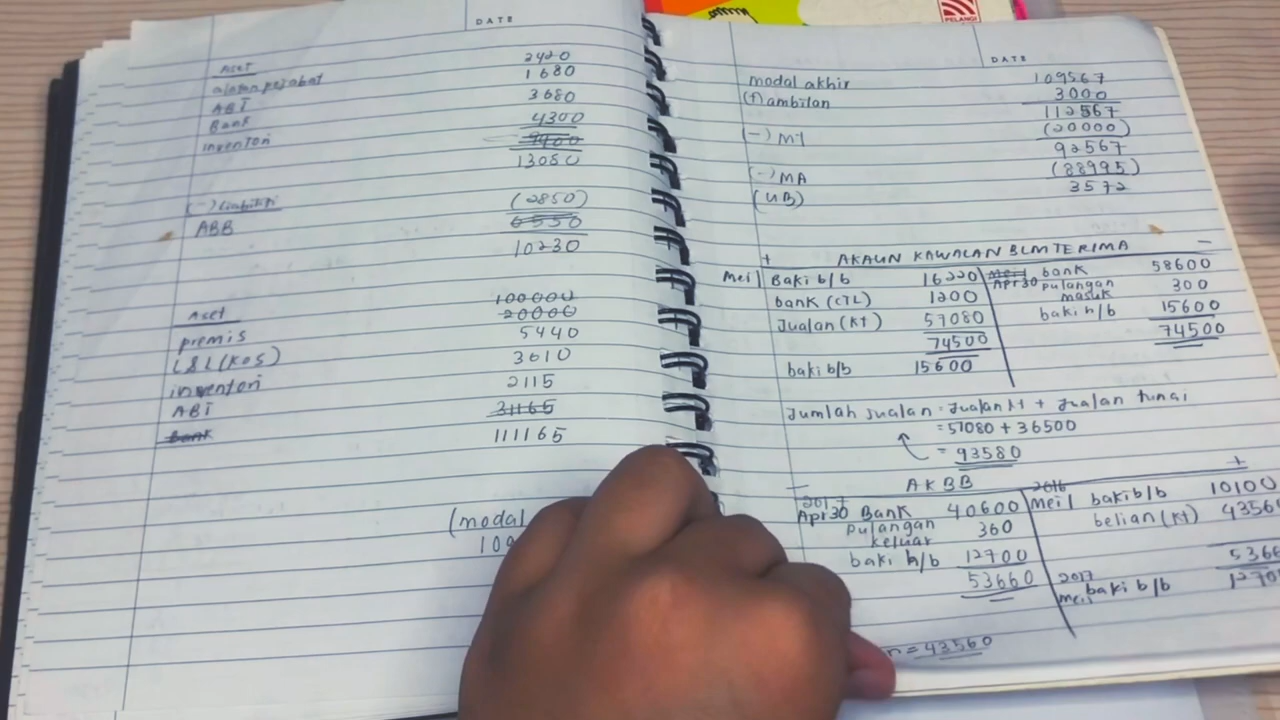 DATE
Aset
alatan pejabat 2420
ABT 1680
Bank 3680
inventori 4300
13080
(-) Liabiliti
ABB (2850)
10230
Aset
premis 100000
L&L (kos) 5440
inventori 3610
ABT 2115
111165
(modal
PELANGI
DATE
modal akhir 109567
(+) ambilan 3000
112567
(-) M1 (20000)
92567
(-) MA (88995)
(UB) 3572
+ AKAUN KAWALAN BLM TERIMA -
Mei 1 Baki b/b 16220 bank 58600
bank (CTL) 1200 Apr 30 pulangan masuk 300
Jualan (Kt) 57080 baki h/b 15600
74500 74500
baki b/b 15600
Jumlah Jualan = Jualan Kt + Jualan tunai
= 57080 + 36500
= 93580
- AKBB +
2017 2016
Apr 30 Bank 40600 Mei 1 baki b/b 10100
pulangan keluar 360 belian (Kt)
baki h/b 12700
53660
2017
Mei 1 baki b/b
= 43560